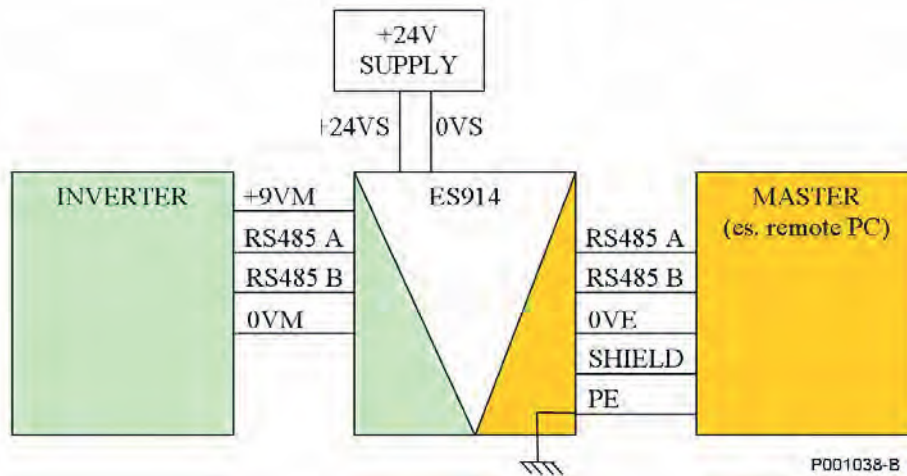 +24V
SUPPLY
+24VS
0VS
INVERTER
+9VM
RS485 A
RS485 B
0VM
ES914
RS485 A
RS485 B
0VE
SHIELD
PE
MASTER
(es. remote PC)
P001038-B